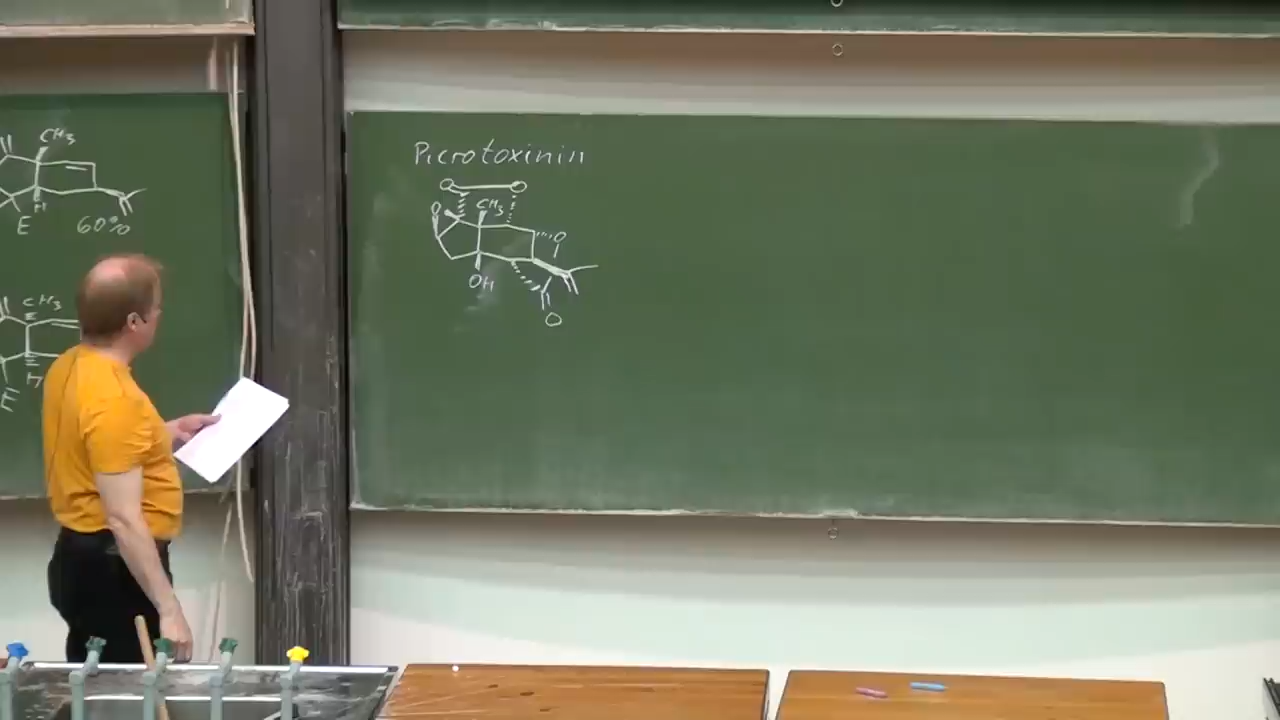 CH3
H
E 60%
CH3
H
E
Picrotoxinin
O O
O CH3
O
OH
O